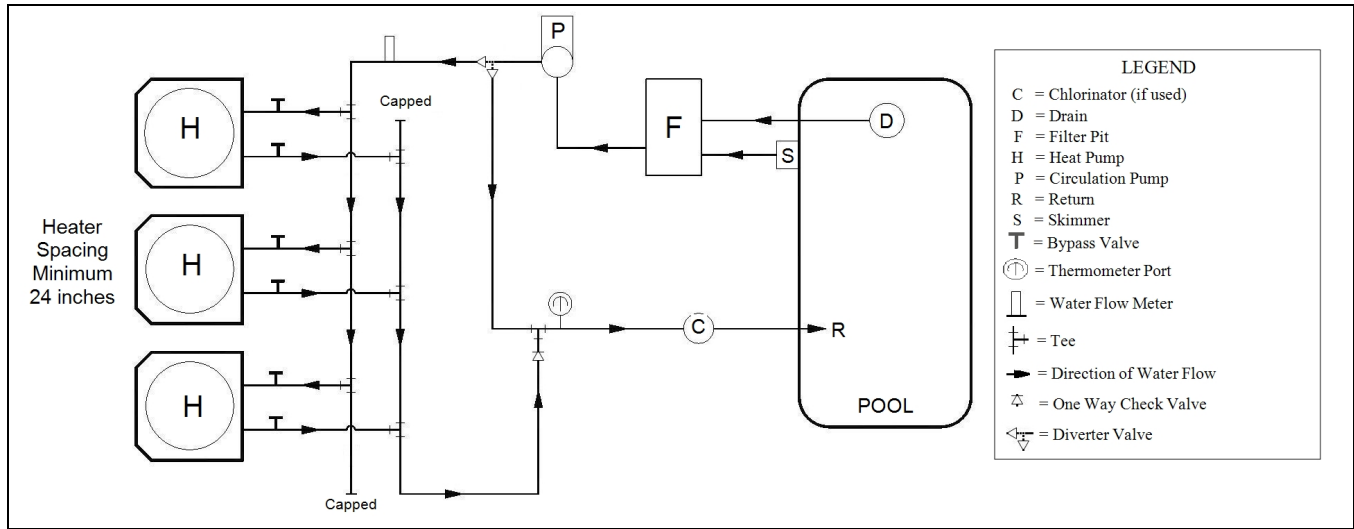 P
Capped
H
F
D
S
Heater
Spacing
Minimum
24 inches
H
C
R
H
POOL
Capped
LEGEND
C = Chlorinator (if used)
D = Drain
F = Filter Pit
H = Heat Pump
P = Circulation Pump
R = Return
S = Skimmer
= Bypass Valve
= Thermometer Port
= Water Flow Meter
= Tee
= Direction of Water Flow
= One Way Check Valve
= Diverter Valve